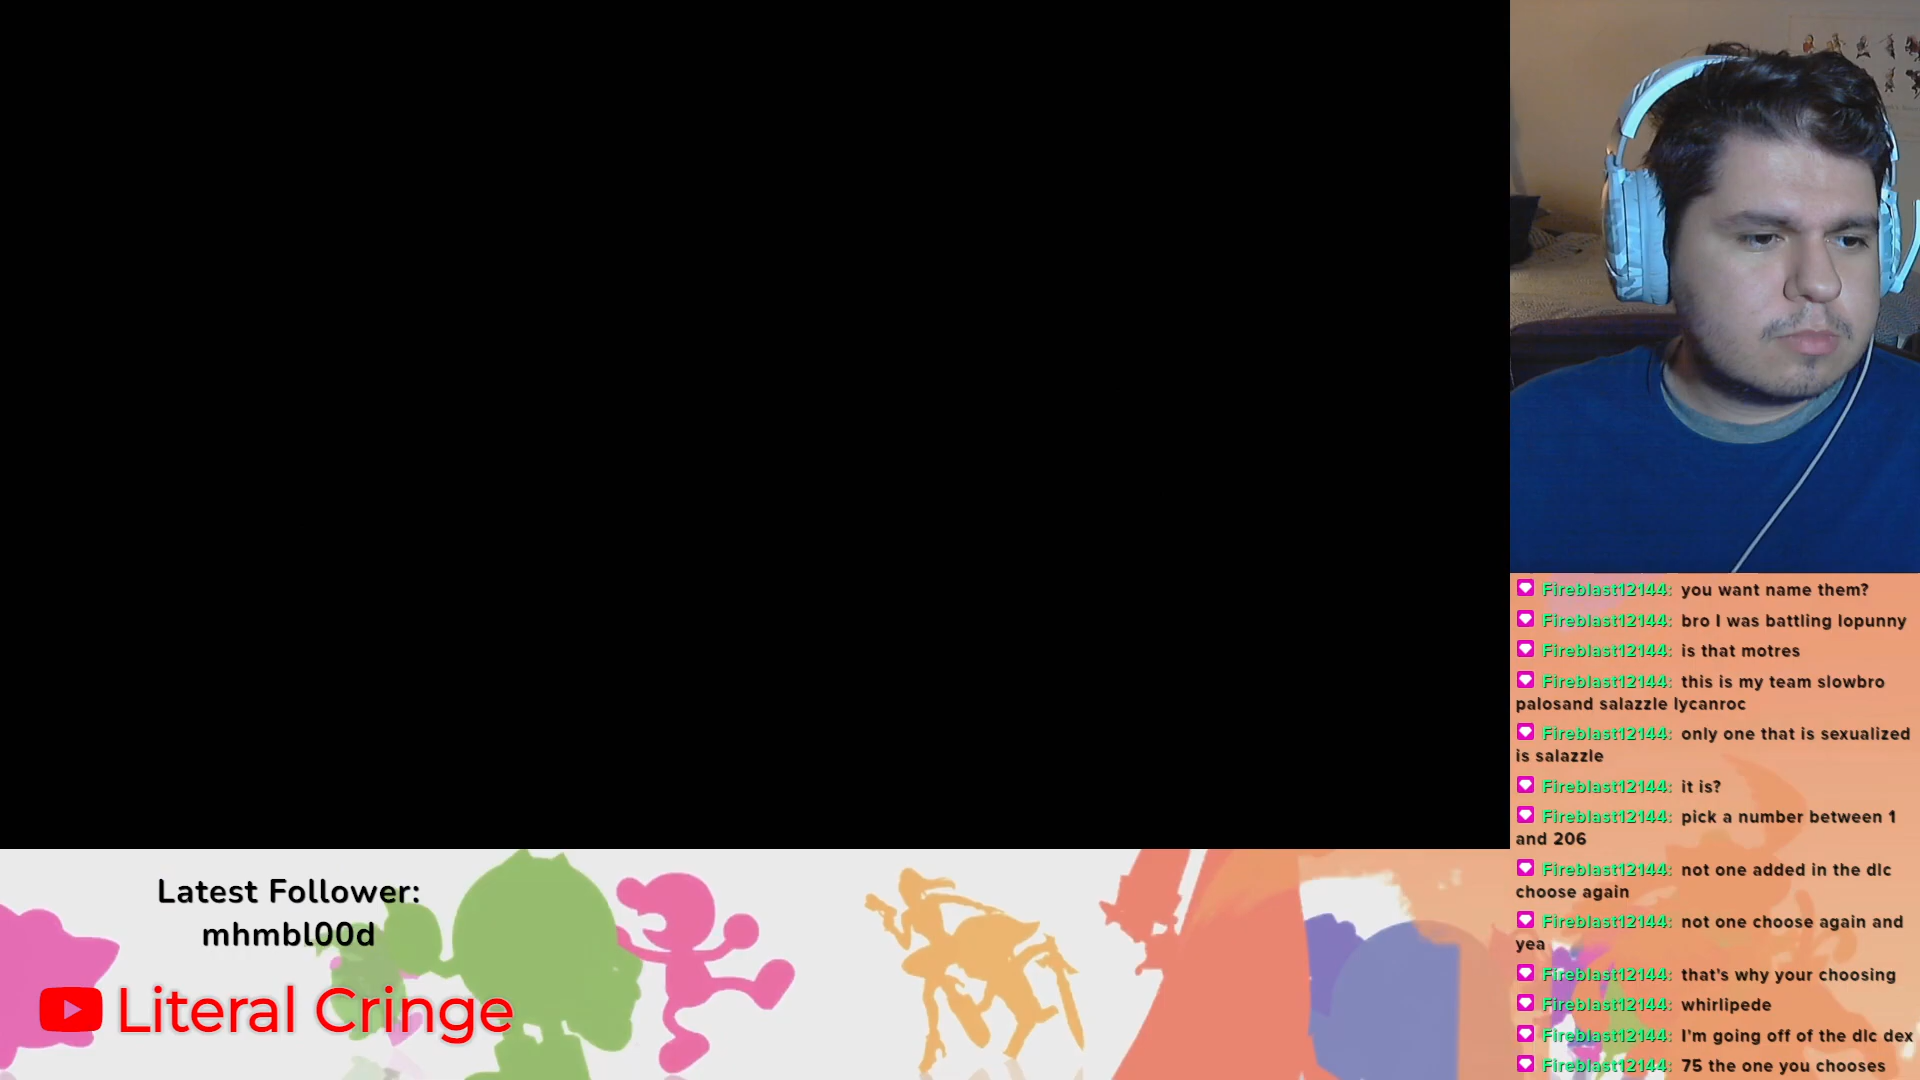 Fireblast12144: you want name them?
Fireblast12144: bro I was battling lopunny
Fireblast12144: is that motres
Fireblast12144: this is my team slowbro
palosand salazzle lycanroc
Fireblast12144: only one that is sexualized
is salazzle
Fireblast12144: it is?
Fireblast12144: pick a number between 1
and 206
Fireblast12144: not one added in the dlc
choose again
Fireblast12144: not one choose again and
yea
Fireblast12144: that's why your choosing
Fireblast12144: whirlipede
Fireblast12144: I'm going off of the dlc dex
Fireblast12144: 75 the one you chooses
Latest Follower:
mhmbl00d
Literal Cringe